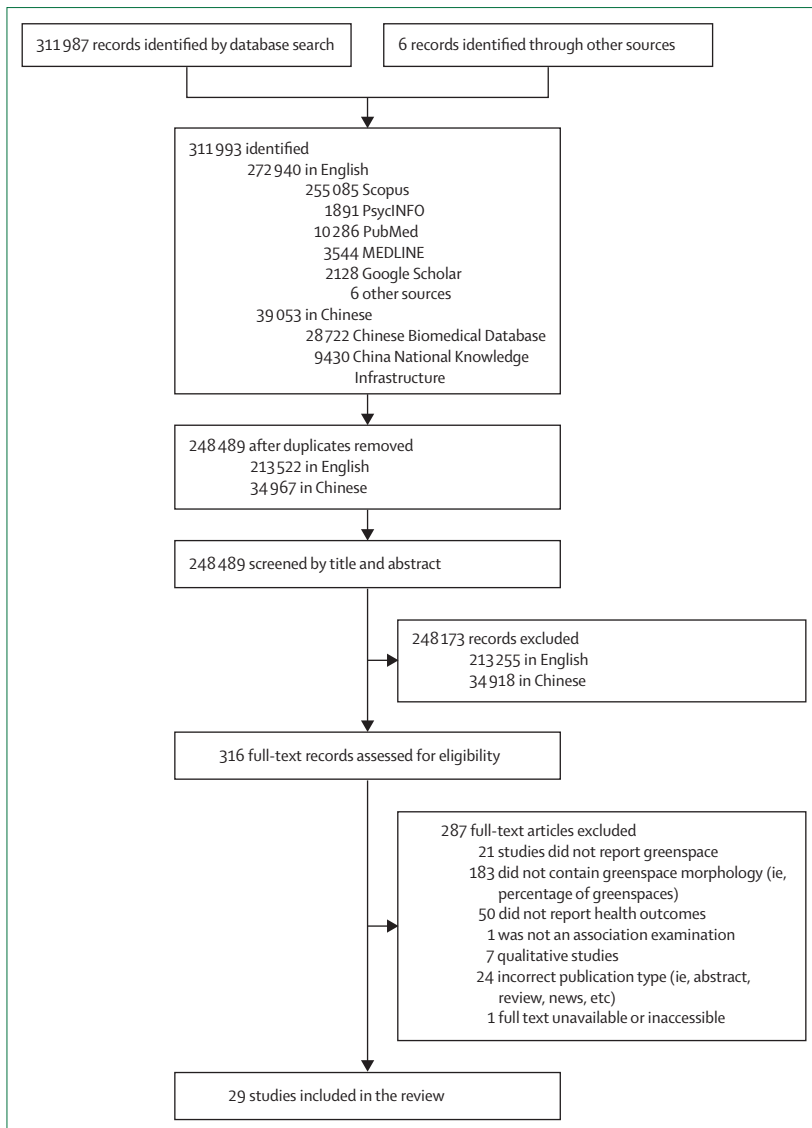 311 987 records identified by database search
6 records identified through other sources
311 993 identified
272 940 in English
255 085 Scopus
1891 PsycINFO
10 286 PubMed
3544 MEDLINE
2128 Google Scholar
6 other sources
39 053 in Chinese
28 722 Chinese Biomedical Database
9430 China National Knowledge
Infrastructure
248 489 after duplicates removed
213 522 in English
34 967 in Chinese
248 489 screened by title and abstract
248 173 records excluded
213 255 in English
34 918 in Chinese
316 full-text records assessed for eligibility
287 full-text articles excluded
21 studies did not report greenspace
183 did not contain greenspace morphology (ie,
percentage of greenspaces)
50 did not report health outcomes
1 was not an association examination
7 qualitative studies
24 incorrect publication type (ie, abstract,
review, news, etc)
1 full text unavailable or inaccessible
29 studies included in the review